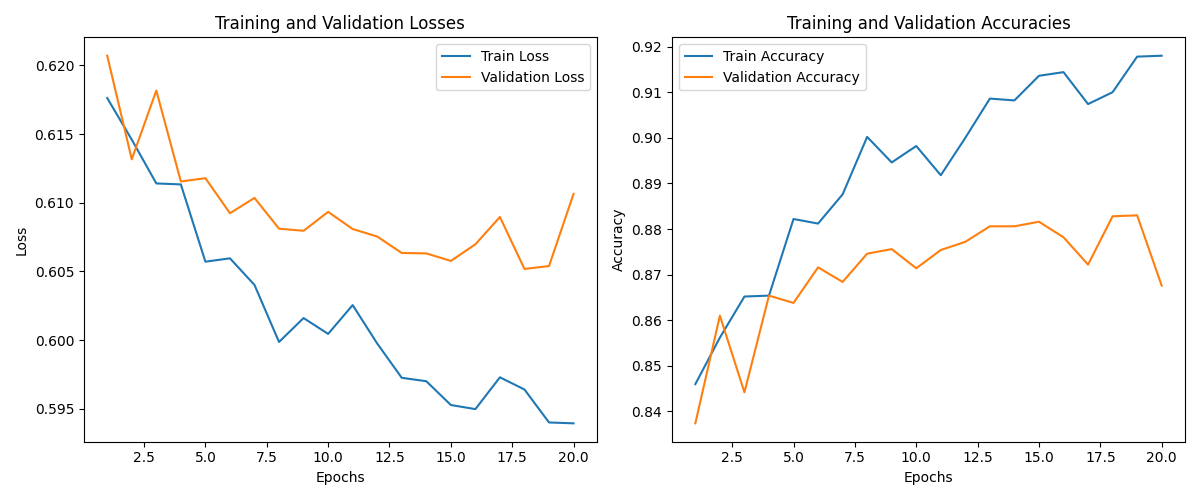 Training and Validation Losses
Train Loss
Validation Loss
0.620
0.615
0.610
0.605
0.600
0.595
Loss
2.5 5.0 7.5 10.0 12.5 15.0 17.5 20.0
Epochs
Training and Validation Accuracies
Train Accuracy
Validation Accuracy
0.92
0.91
0.90
0.89
0.88
0.87
0.86
0.85
0.84
Accuracy
2.5 5.0 7.5 10.0 12.5 15.0 17.5 20.0
Epochs